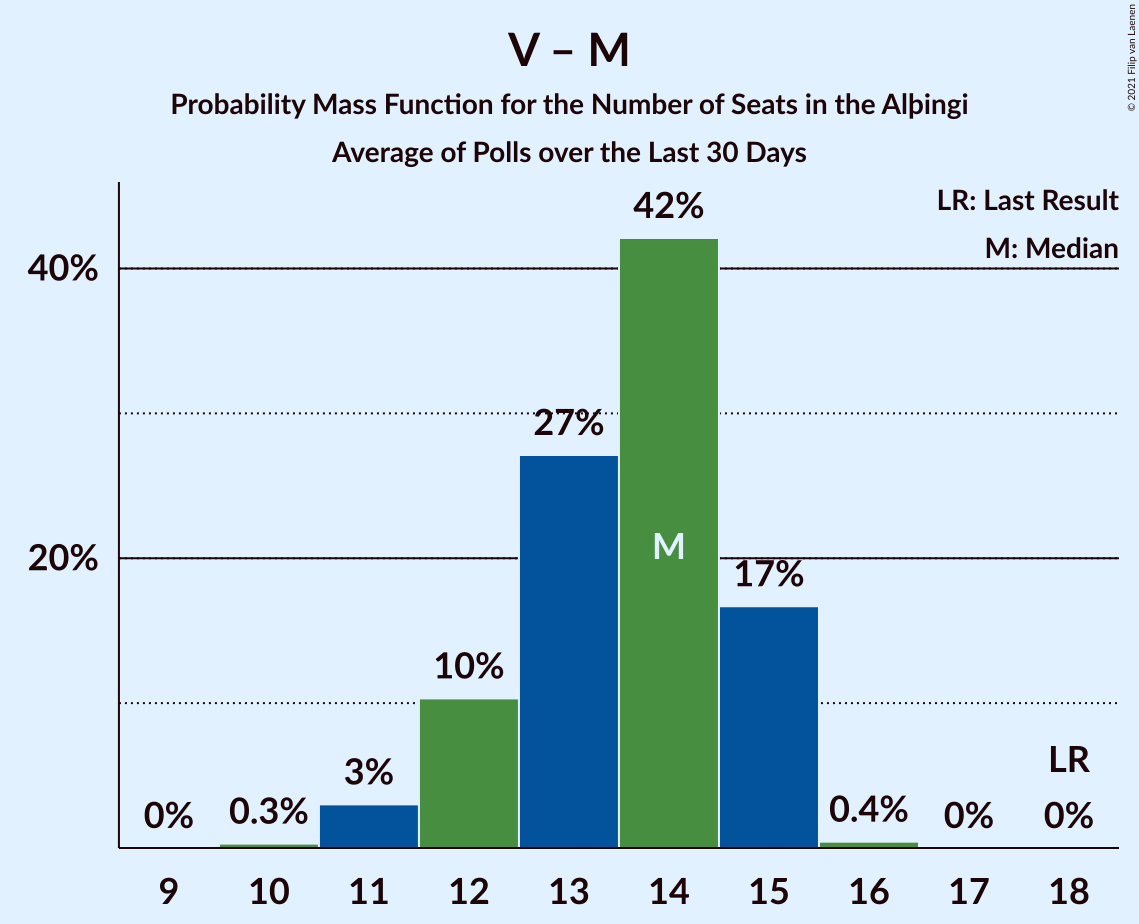 V – M
Probability Mass Function for the Number of Seats in the Alþingi
Average of Polls over the Last 30 Days
© 2021 Filip van Laenen
LR: Last Result
M: Median
40%
20%
0%
0.3%
3%
10%
27%
42%
M
17%
0.4%
0%
LR
0%
9 10 11 12 13 14 15 16 17 18